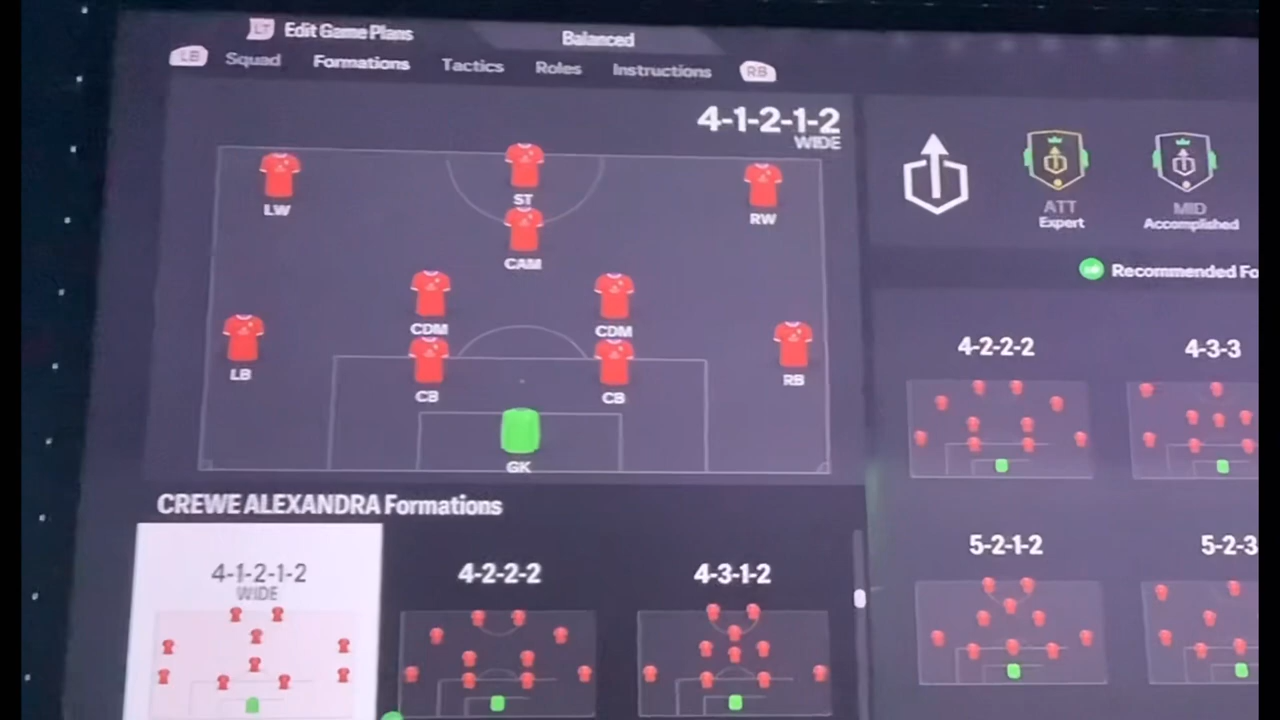 LT Edit Game Plans
Balanced
LB Squad Formations Tactics Roles Instructions RB
4-1-2-1-2
WIDE
LW
ST
RW
CAM
CDM
CDM
LB
CB
CB
RB
GK
ATT
Expert
MID
Accomplished
Recommended Fo
4-2-2-2
4-3-3
5-2-1-2
5-2-3
CREWE ALEXANDRA Formations
4-1-2-1-2
WIDE
4-2-2-2
4-3-1-2